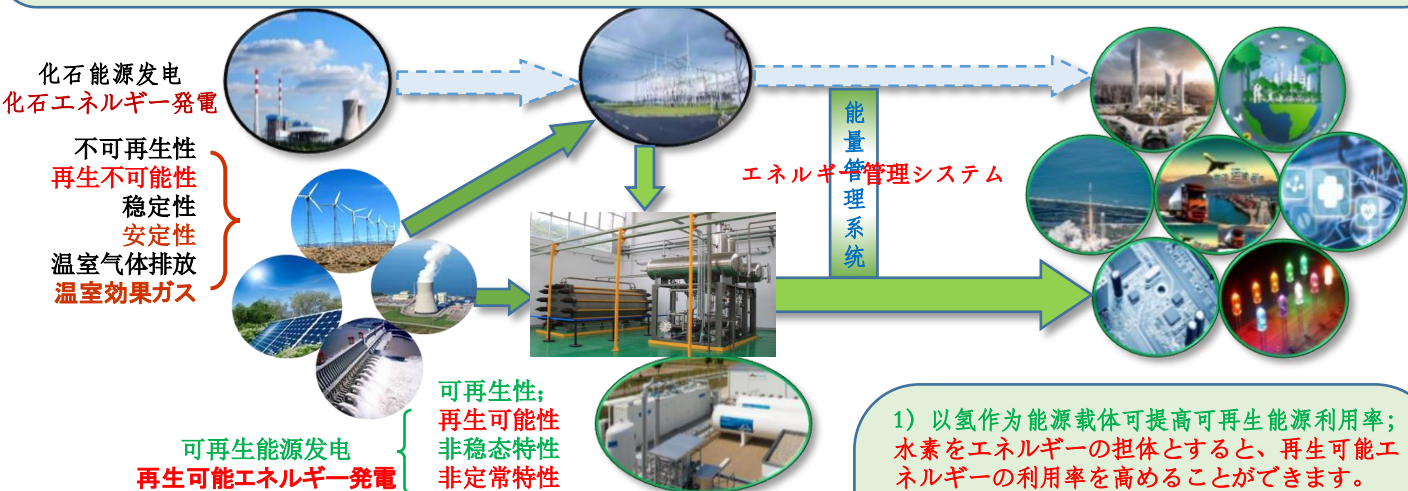 化石能源发电
化石エネルギー発電
不可再生性
再生不可能性
稳定性
安定性
温室气体排放
温室効果ガス
能量管理系统
エネルギー管理システム
可再生能源发电
再生可能エネルギー発電
可再生性；
再生可能性
非稳态特性
非定常特性
1）以氢作为能源载体可提高可再生能源利用率；
水素をエネルギーの担体とすると、再生可能エ
ネルギーの利用率を高めることができます。